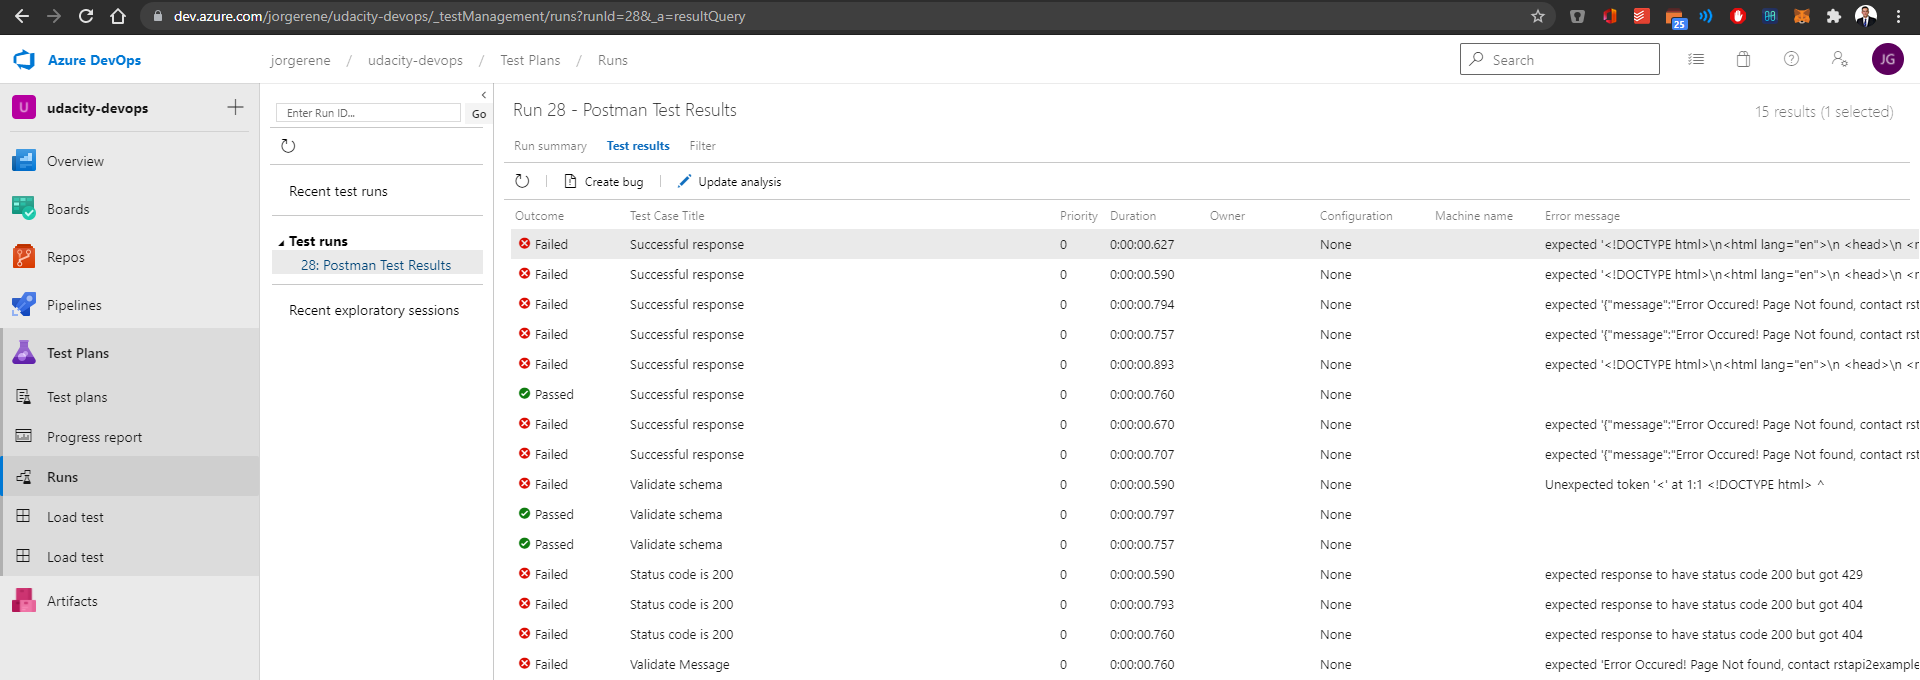 dev.azure.com/jorgerene/udacity-devops/_testManagement/runs?runId=28&_a=resultQuery
25
Azure DevOps
jorgerene / udacity-devops / Test Plans / Runs
Search
JG
U udacity-devops
Overview
Boards
Repos
Pipelines
Test Plans
Test plans
Progress report
Runs
Load test
Load test
Artifacts
Enter Run ID...
Go
Recent test runs
Test runs
28: Postman Test Results
Recent exploratory sessions
Run 28 - Postman Test Results
15 results (1 selected)
Run summary Test results Filter
Create bug Update analysis
Outcome Test Case Title Priority Duration Owner Configuration Machine name Error message
Failed Successful response 0 0:00:00.627 None expected '<!DOCTYPE html>\n<html lang="en">\n <head>\n <r
Failed Successful response 0 0:00:00.590 None expected '<!DOCTYPE html>\n<html lang="en">\n <head>\n <r
Failed Successful response 0 0:00:00.794 None expected '{"message":"Error Occured! Page Not found, contact rst
Failed Successful response 0 0:00:00.757 None expected '{"message":"Error Occured! Page Not found, contact rst
Failed Successful response 0 0:00:00.893 None expected '<!DOCTYPE html>\n<html lang="en">\n <head>\n <r
Passed Successful response 0 0:00:00.760 None
Failed Successful response 0 0:00:00.670 None expected '{"message":"Error Occured! Page Not found, contact rst
Failed Successful response 0 0:00:00.707 None expected '{"message":"Error Occured! Page Not found, contact rst
Failed Validate schema 0 0:00:00.590 None Unexpected token '<' at 1:1 <!DOCTYPE html> ^
Passed Validate schema 0 0:00:00.797 None
Passed Validate schema 0 0:00:00.757 None
Failed Status code is 200 0 0:00:00.590 None expected response to have status code 200 but got 429
Failed Status code is 200 0 0:00:00.793 None expected response to have status code 200 but got 404
Failed Status code is 200 0 0:00:00.760 None expected response to have status code 200 but got 404
Failed Validate Message 0 0:00:00.760 None expected 'Error Occured! Page Not found, contact rstapi2example